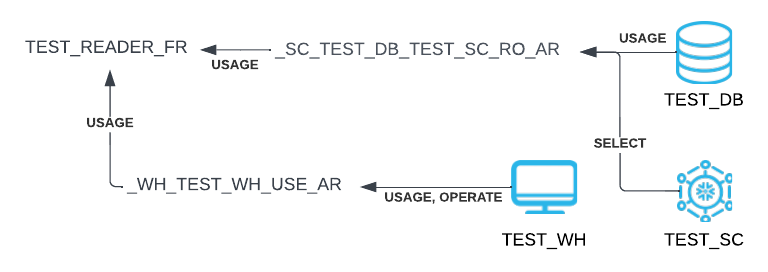 TEST_READER_FR
USAGE
_SC_TEST_DB_TEST_SC_RO_AR
USAGE
TEST_DB
USAGE
SELECT
_WH_TEST_WH_USE_AR
USAGE, OPERATE
TEST_WH
TEST_SC